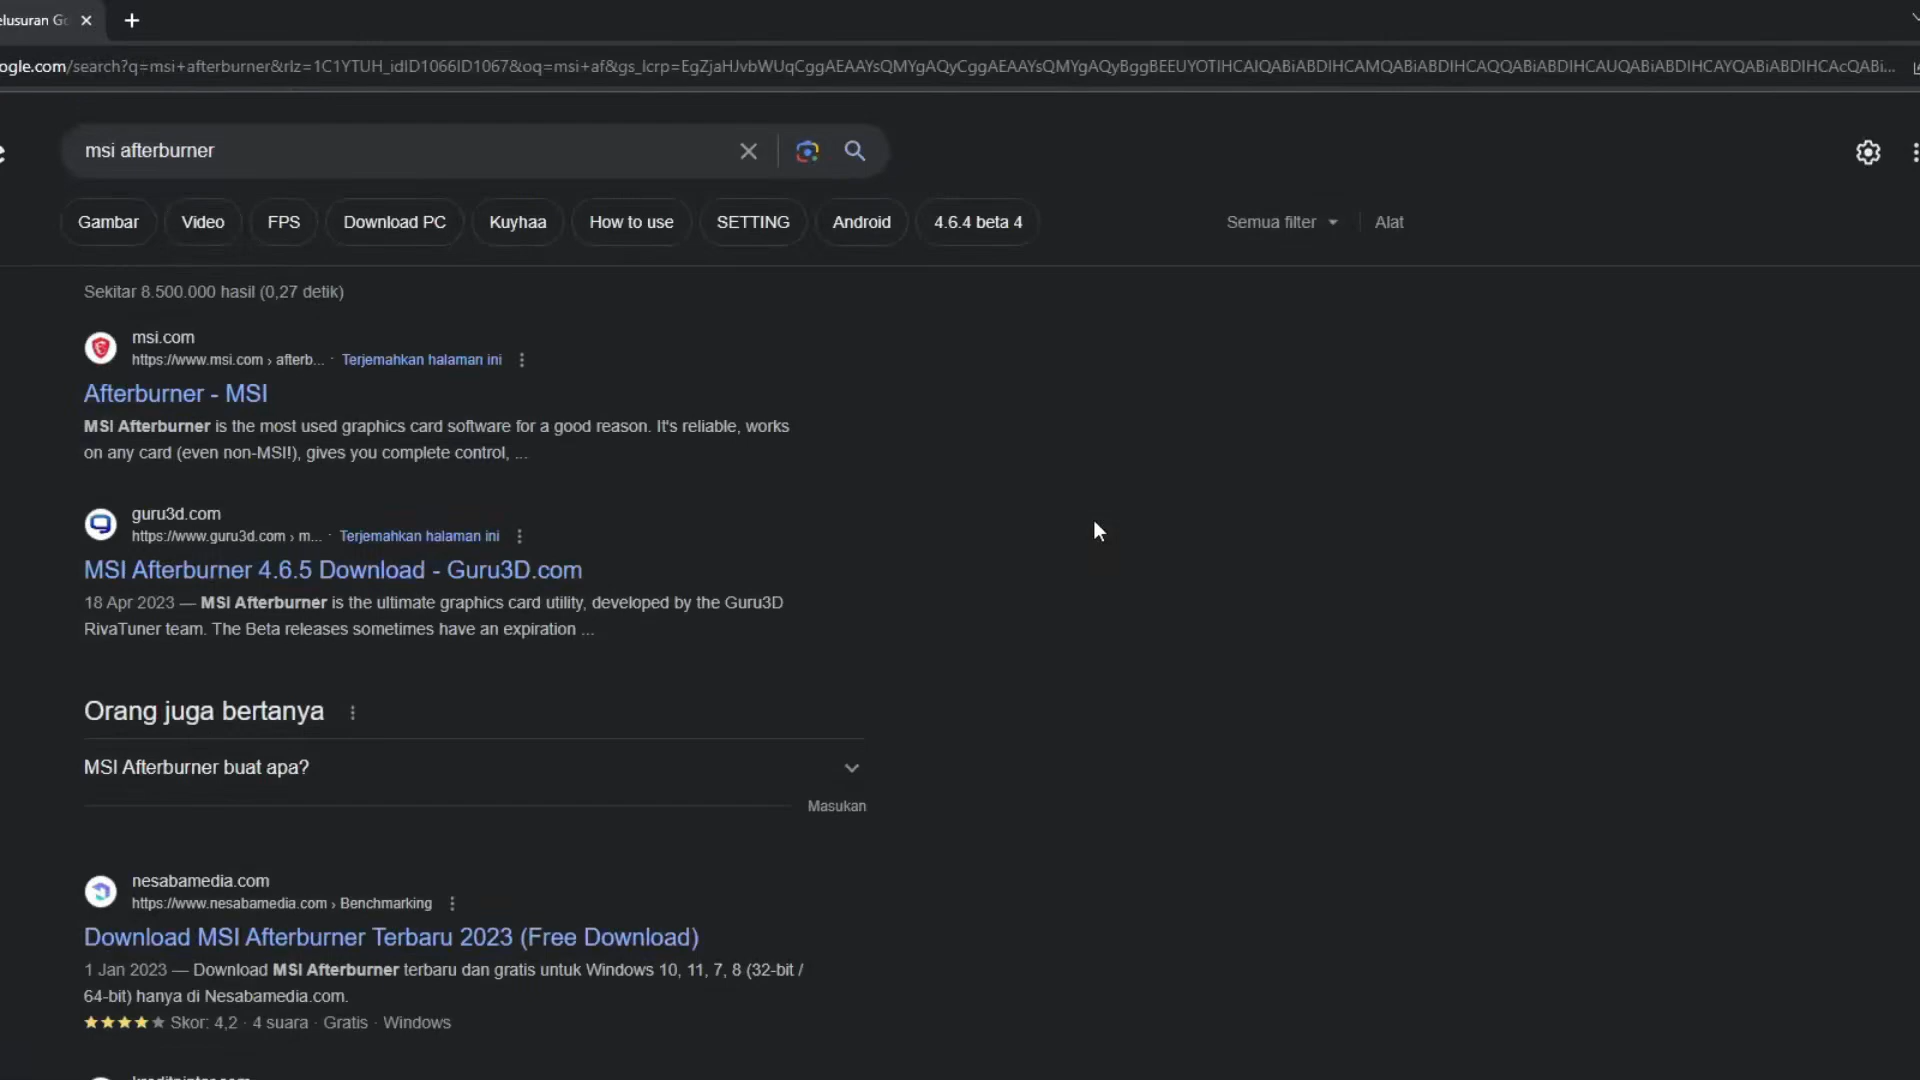 elusuran Go
ogle.com/search?q=msi+afterburner&rlz=1C1YTUH_idID1066ID1067&oq=msi+af&gs_lcrp=EgZjaHJvbWUqCggAEAAYsQMYgAQyCggAEAAYsQMYgAQyBggBEEUYOTIHCAIQABiABDIHCAMQABiABDIHCAQQABiABDIHCAUQABiABDIHCAYQABiABDIHCAcQABi...
msi afterburner
Gambar Video FPS Download PC Kuyhaa How to use SETTING Android 4.6.4 beta 4 Semua filter Alat
Sekitar 8.500.000 hasil (0,27 detik)
msi.com
https://www.msi.com › afterb... · Terjemahkan halaman ini
Afterburner - MSI
MSI Afterburner is the most used graphics card software for a good reason. It's reliable, works
on any card (even non-MSI!), gives you complete control, ...
guru3d.com
https://www.guru3d.com › m... · Terjemahkan halaman ini
MSI Afterburner 4.6.5 Download - Guru3D.com
18 Apr 2023 — MSI Afterburner is the ultimate graphics card utility, developed by the Guru3D
RivaTuner team. The Beta releases sometimes have an expiration ...
Orang juga bertanya
MSI Afterburner buat apa?
Masukan
nesabamedia.com
https://www.nesabamedia.com › Benchmarking
Download MSI Afterburner Terbaru 2023 (Free Download)
1 Jan 2023 — Download MSI Afterburner terbaru dan gratis untuk Windows 10, 11, 7, 8 (32-bit /
64-bit) hanya di Nesabamedia.com.
Skor: 4,2 · 4 suara · Gratis · Windows